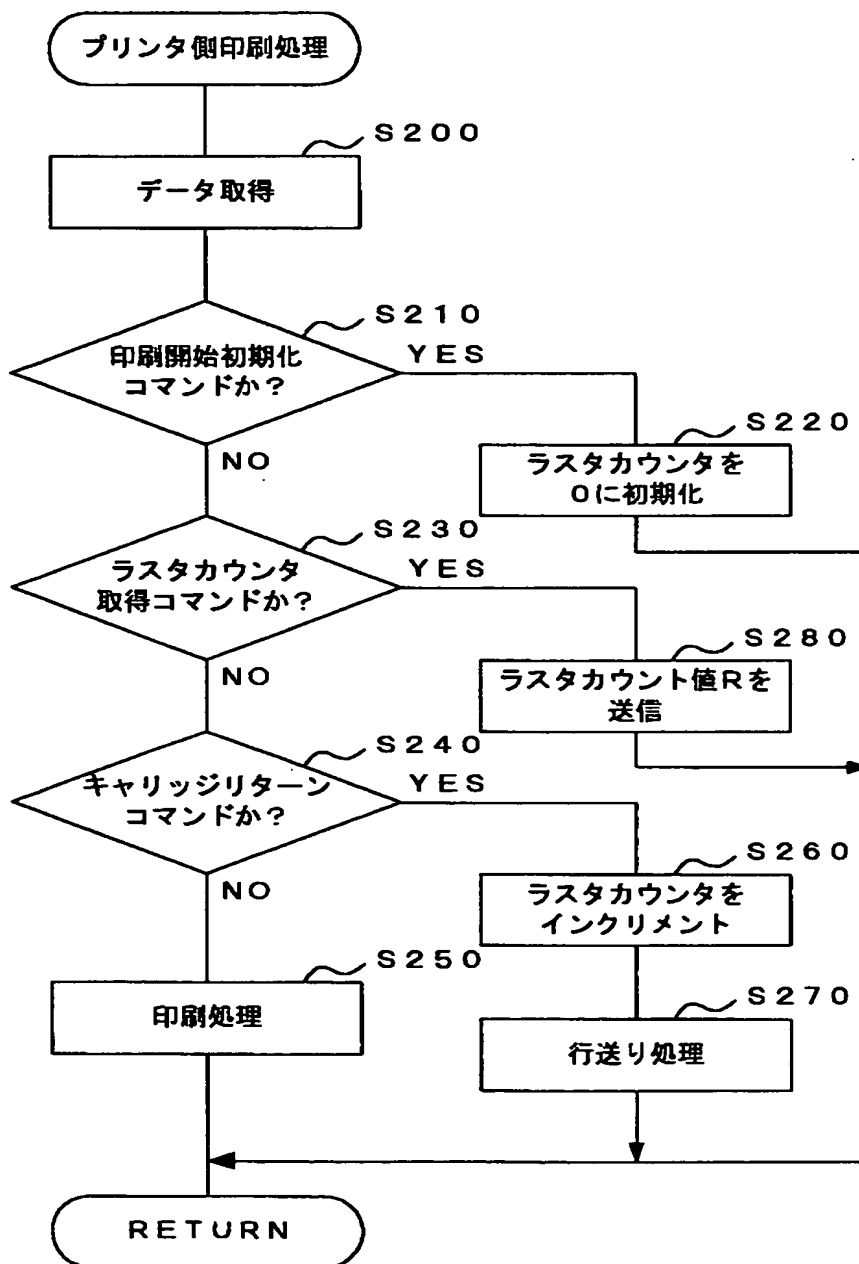 プリンタ側印刷処理
S200
データ取得
S210
印刷開始初期化
コマンドか?
YES
NO
S220
ラスタカウンタを
0に初期化
S230
ラスタカウンタ
取得コマンドか?
YES
NO
S280
ラスタカウント値Rを
送信
S240
キャリッジリターン
コマンドか?
YES
NO
S260
ラスタカウンタを
インクリメント
S250
印刷処理
S270
行送り処理
RETURN